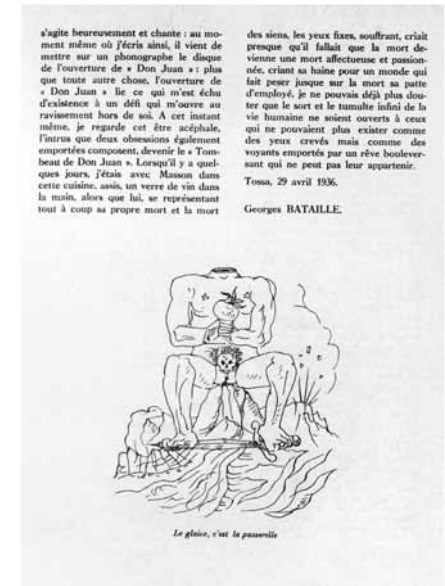 s'agite heureusement et chante : au mo-
ment même où j'écris ainsi, il vient de
mettre sur un phonographe le disque
de l'ouverture de « Don Juan » : plus
que toute autre chose, l'ouverture de
« Don Juan » lie ce qui m'est échu
d'existence à un défi qui m'ouvre au
ravissement hors de soi. A cet instant
même, je regarde cet être acéphale,
l'intrus que deux obsessions également
emportées composent, devenir le « Tom-
beau de Don Juan ». Lorsqu'il y a quel-
ques jours, j'étais avec Masson dans
cette cuisine, assis, un verre de vin dans
la main, alors que lui, se représentant
tout à coup sa propre mort et la mort
des siens, les yeux fixes, souffrant, criait
presque qu'il fallait que la mort de-
vienne une mort affectueuse et passion-
née, criant sa haine pour un monde qui
fait peser jusque sur la mort sa patte
d'employé, je ne pouvais déjà plus dou-
ter que le sort et le tumulte infini de la
vie humaine ne soient ouverts à ceux
qui ne pouvaient plus exister comme
des yeux crevés mais comme des
voyants emportés par un rêve boulever-
sant qui ne peut pas leur appartenir.
Tossa, 29 avril 1936.
Georges BATAILLE.
Le glaive, c'est la passerelle